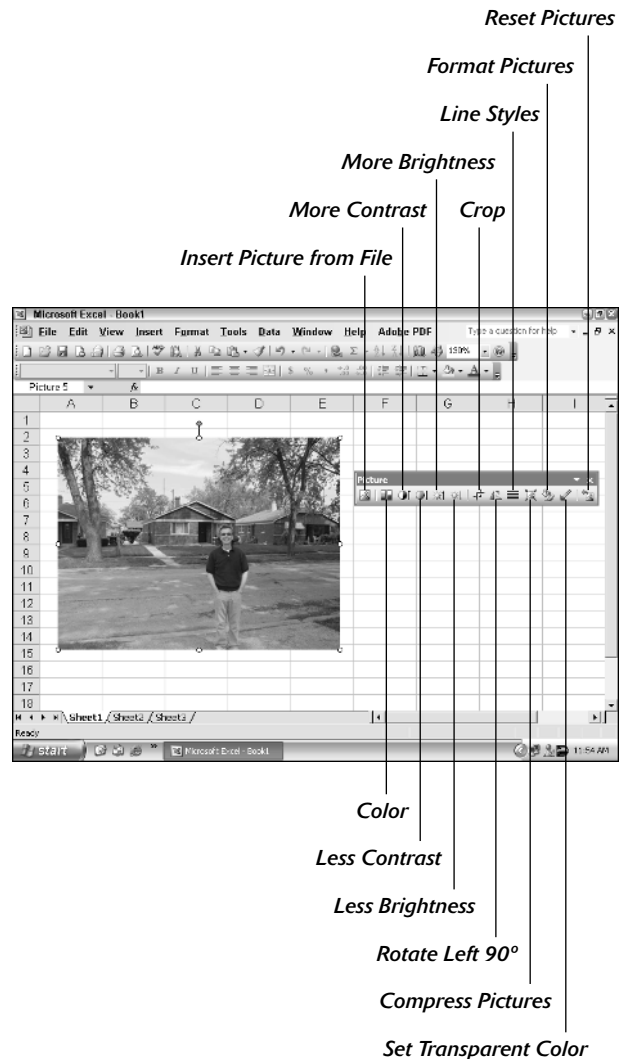 Reset Pictures
Format Pictures
Line Styles
More Brightness
More Contrast Crop
Insert Picture from File
Microsoft Excel - Book1
File Edit View Insert Format Tools Data Window Help Adobe PDF Type a question for help
130%
B I U $ % ,
Picture 5 fx
A B C D E F G H I
1
2
3
4
Picture
5
6
7
8
9
10
11
12
13
14
15
16
17
18
Sheet1 Sheet2 Sheet3
Ready
start Microsoft Excel - Book1 11:54 AM
Color
Less Contrast
Less Brightness
Rotate Left 90º
Compress Pictures
Set Transparent Color